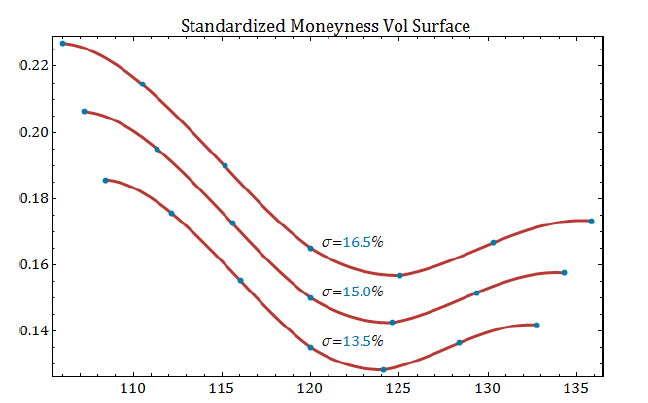 Standardized Moneyness Vol Surface
0.22
0.20
0.18
σ=16.5%
0.16
σ=15.0%
0.14
σ=13.5%
110 115 120 125 130 135